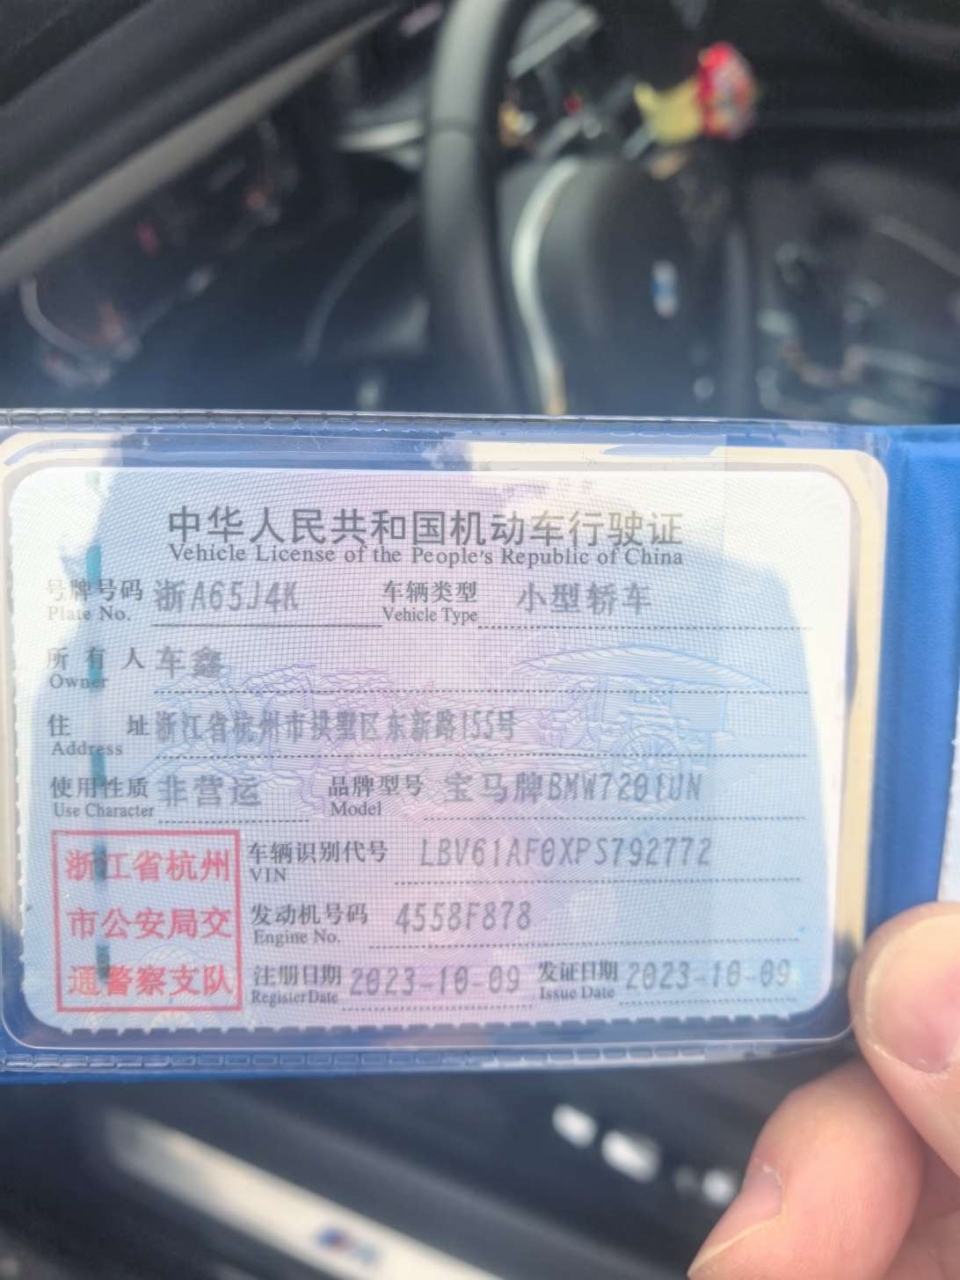 中华人民共和国机动车行驶证
Vehicle License of the People's Republic of China
号牌号码 浙A65J4K 车辆类型 小型轿车
Plate No. Vehicle Type
所有人 车鑫
Owner
住址 浙江省杭州市拱墅区东新路155号
Address
使用性质 非营运 品牌型号 宝马牌BMW7201UN
Use Character Model
浙江省杭州
市公安局交
通警察支队
车辆识别代号 LBV61AF0XPS792772
VIN
发动机号码 4558F878
Engine No.
注册日期 2023-10-09 发证日期 2023-10-09
Register Date Issue Date